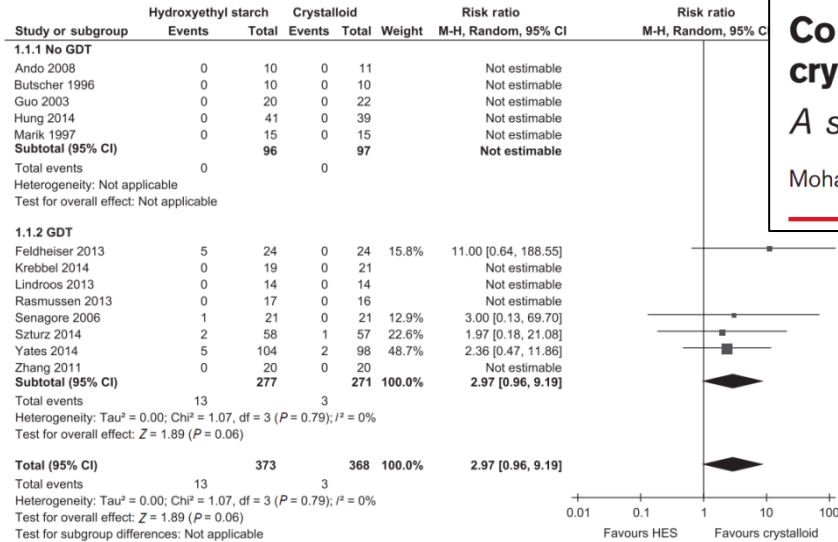 Hydroxyethyl starch Crystalloid Risk ratio Risk ratio
Study or subgroup Events Total Events Total Weight M-H, Random, 95% CI M-H, Random, 95%
1.1.1 No GDT
Ando 2008 0 10 0 11 Not estimable
Butscher 1996 0 10 0 10 Not estimable
Guo 2003 0 20 0 22 Not estimable
Hung 2014 0 41 0 39 Not estimable
Marik 1997 0 15 0 15 Not estimable
Subtotal (95% CI) 96 97 Not estimable
Total events 0 0
Heterogeneity: Not applicable
Test for overall effect: Not applicable
1.1.2 GDT
Feldheiser 2013 5 24 0 24 15.8% 11.00 [0.64, 188.55]
Krebbel 2014 0 19 0 21 Not estimable
Lindroos 2013 0 14 0 14 Not estimable
Rasmussen 2013 0 17 0 16 Not estimable
Senagore 2006 1 21 0 21 12.9% 3.00 [0.13, 69.70]
Szturz 2014 2 58 1 57 22.6% 1.97 [0.18, 21.08]
Yates 2014 5 104 2 98 48.7% 2.36 [0.47, 11.86]
Zhang 2011 0 20 0 20 Not estimable
Subtotal (95% CI) 277 271 100.0% 2.97 [0.96, 9.19]
Total events 13 3
Heterogeneity: Tau² = 0.00; Chi² = 1.07, df = 3 (P = 0.79); I² = 0%
Test for overall effect: Z = 1.89 (P = 0.06)
Total (95% CI) 373 368 100.0% 2.97 [0.96, 9.19]
Total events 13 3
Heterogeneity: Tau² = 0.00; Chi² = 1.07, df = 3 (P = 0.79); I² = 0%
Test for overall effect: Z = 1.89 (P = 0.06)
Test for subgroup differences: Not applicable
0.01 0.1 1 10 100
Favours HES Favours crystalloid
Co
cry
A s
Moha